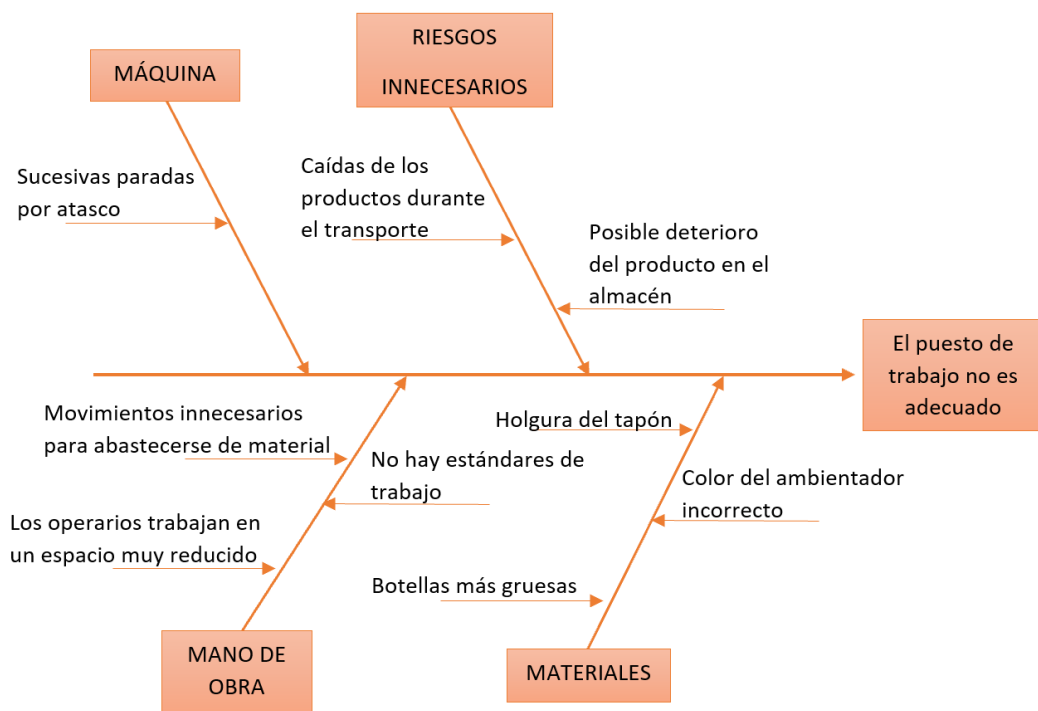 MÁQUINA
RIESGOS
INNECESARIOS
Sucesivas paradas
por atasco
Caídas de los
productos durante
el transporte
Posible deterioro
del producto en el
almacén
El puesto de
trabajo no es
adecuado
Movimientos innecesarios
para abastecerse de material
No hay estándares de
trabajo
Los operarios trabajan en
un espacio muy reducido
Holgura del tapón
Color del ambientador
incorrecto
Botellas más gruesas
MANO DE
OBRA
MATERIALES